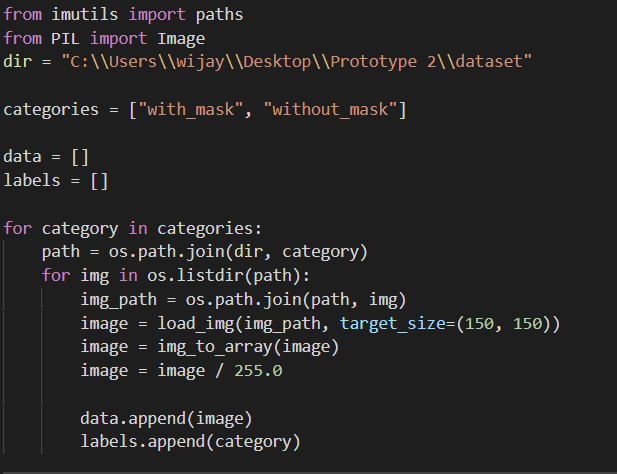 from imutils import paths
from PIL import Image
dir = "C:\\Users\\wijay\\Desktop\\Prototype 2\\dataset"

categories = ["with_mask", "without_mask"]

data = []
labels = []

for category in categories:
    path = os.path.join(dir, category)
    for img in os.listdir(path):
        img_path = os.path.join(path, img)
        image = load_img(img_path, target_size=(150, 150))
        image = img_to_array(image)
        image = image / 255.0

        data.append(image)
        labels.append(category)